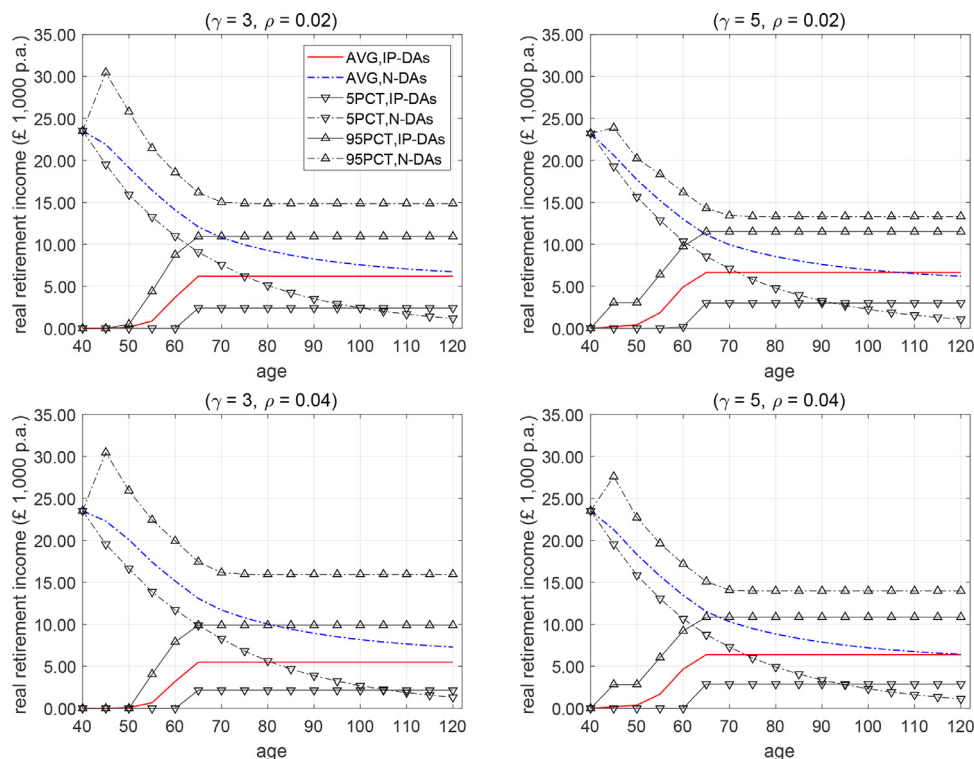 (γ = 3, ρ = 0.02)
real retirement income (£ 1,000 p.a.)
35.00
30.00
25.00
20.00
15.00
10.00
5.00
0.00
AVG,IP-DAs
AVG,N-DAs
5PCT,IP-DAs
5PCT,N-DAs
95PCT,IP-DAs
95PCT,N-DAs
40 50 60 70 80 90 100 110 120
age
(γ = 5, ρ = 0.02)
real retirement income (£ 1,000 p.a.)
35.00
30.00
25.00
20.00
15.00
10.00
5.00
0.00
40 50 60 70 80 90 100 110 120
age
(γ = 3, ρ = 0.04)
real retirement income (£ 1,000 p.a.)
35.00
30.00
25.00
20.00
15.00
10.00
5.00
0.00
40 50 60 70 80 90 100 110 120
age
(γ = 5, ρ = 0.04)
real retirement income (£ 1,000 p.a.)
35.00
30.00
25.00
20.00
15.00
10.00
5.00
0.00
40 50 60 70 80 90 100 110 120
age